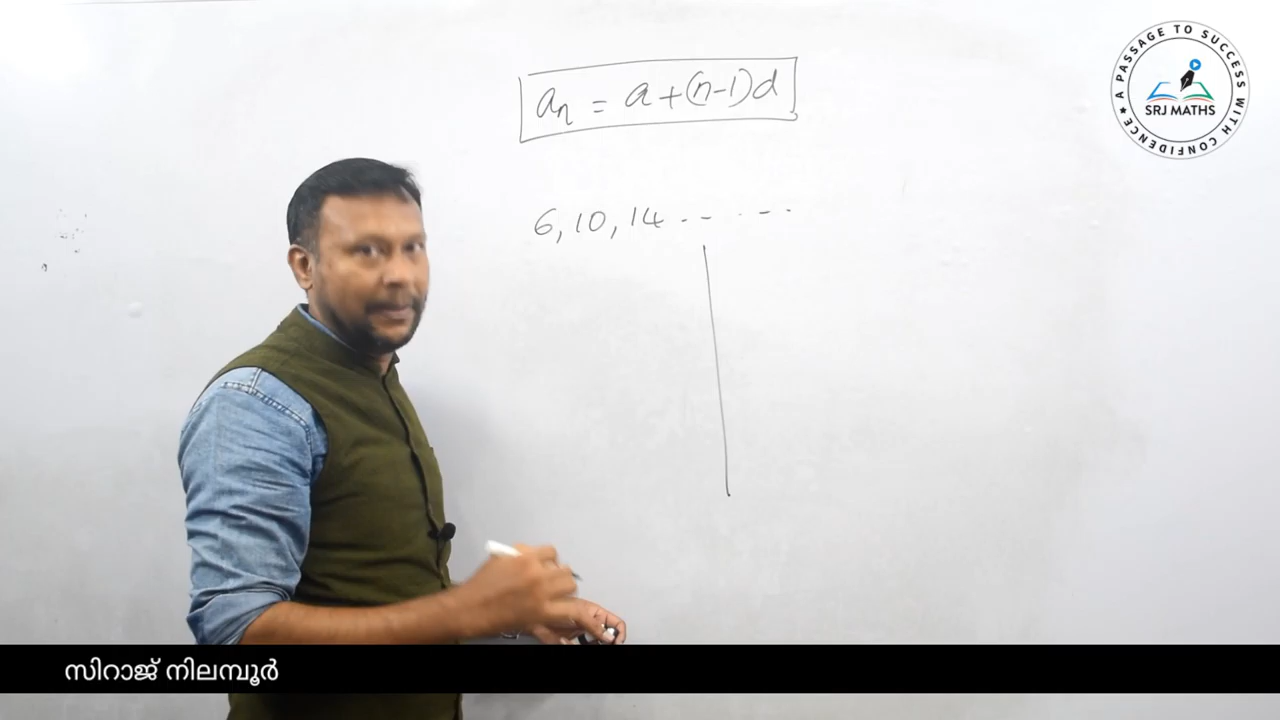 aₙ = a + (n-1)d
6, 10, 14 -- · --
A PASSAGE TO SUCCESS WITH CONFIDENCE ★
SRJ MATHS
സിറാജ് നിലമ്പൂർ